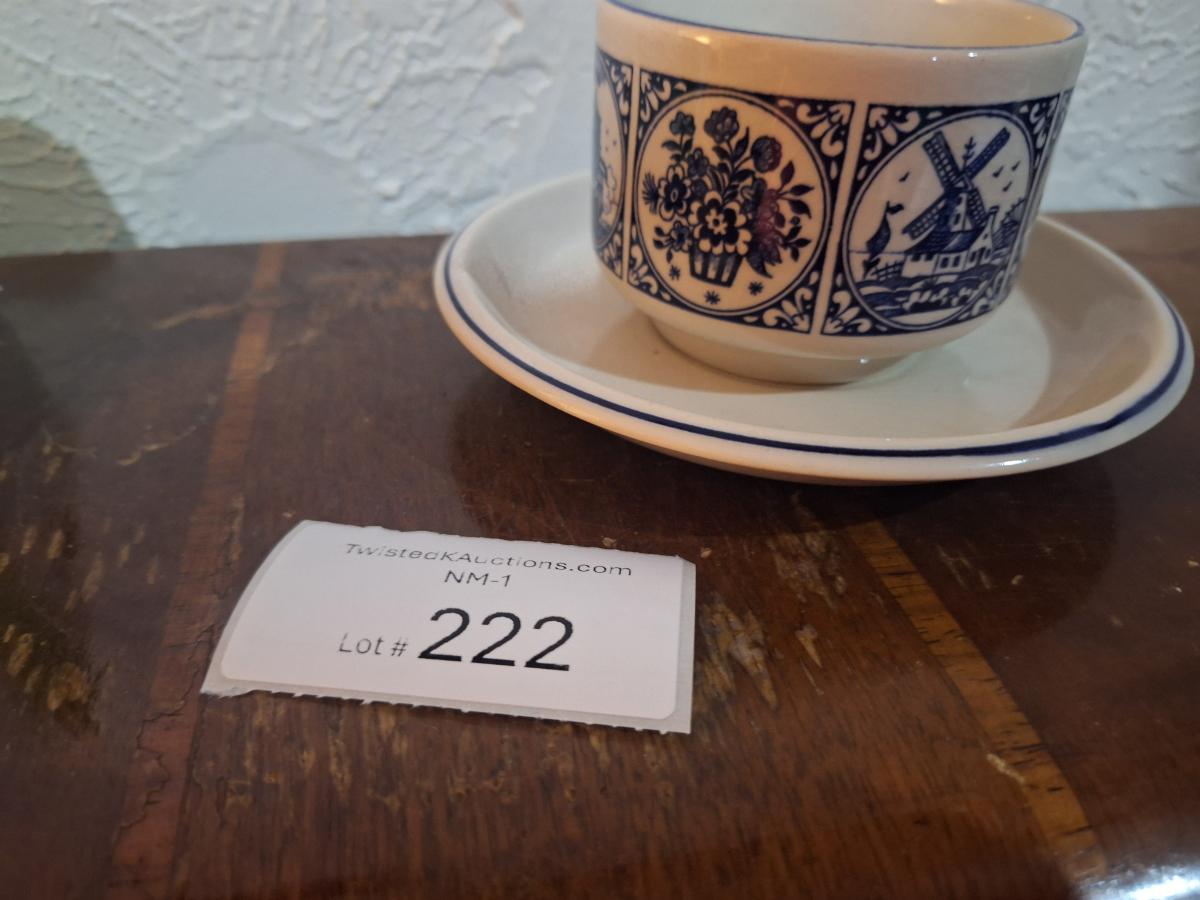 TwistedKAuctions.com
NM-1
Lot # 222